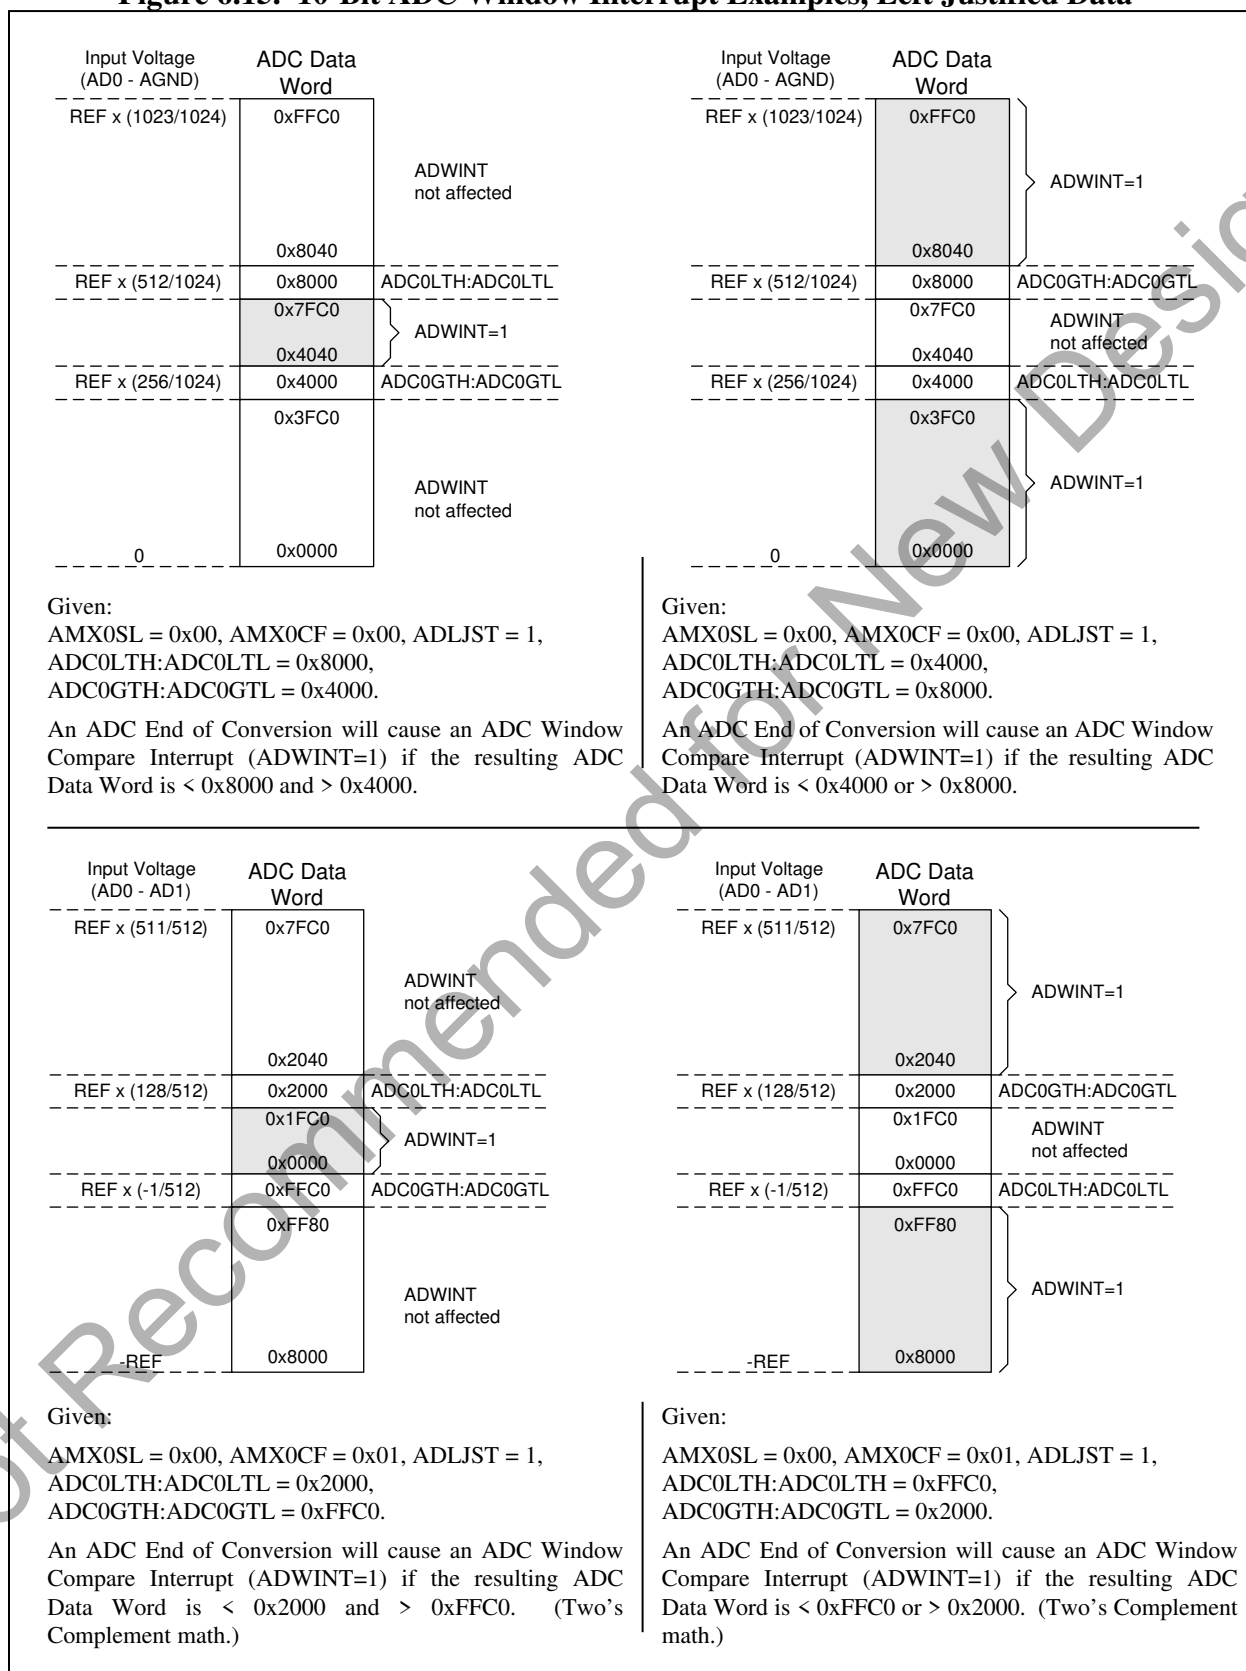 Figure 6.15. 10-Bit ADC Window Interrupt Examples, Left Justified Data
Input Voltage
(AD0 - AGND)
ADC Data
Word
REF x (1023/1024)
0xFFC0
ADWINT
not affected
0x8040
REF x (512/1024)
0x8000
ADC0LTH:ADC0LTL
0x7FC0
ADWINT=1
0x4040
REF x (256/1024)
0x4000
ADC0GTH:ADC0GTL
0x3FC0
ADWINT
not affected
0
0x0000
Given:
AMX0SL = 0x00, AMX0CF = 0x00, ADLJST = 1,
ADC0LTH:ADC0LTL = 0x8000,
ADC0GTH:ADC0GTL = 0x4000.
An ADC End of Conversion will cause an ADC Window
Compare Interrupt (ADWINT=1) if the resulting ADC
Data Word is < 0x8000 and > 0x4000.
Input Voltage
(AD0 - AGND)
ADC Data
Word
REF x (1023/1024)
0xFFC0
ADWINT=1
0x8040
REF x (512/1024)
0x8000
ADC0GTH:ADC0GTL
0x7FC0
ADWINT
not affected
0x4040
REF x (256/1024)
0x4000
ADC0LTH:ADC0LTL
0x3FC0
ADWINT=1
0
0x0000
Given:
AMX0SL = 0x00, AMX0CF = 0x00, ADLJST = 1,
ADC0LTH:ADC0LTL = 0x4000,
ADC0GTH:ADC0GTL = 0x8000.
An ADC End of Conversion will cause an ADC Window
Compare Interrupt (ADWINT=1) if the resulting ADC
Data Word is < 0x4000 or > 0x8000.
Input Voltage
(AD0 - AD1)
ADC Data
Word
REF x (511/512)
0x7FC0
ADWINT
not affected
0x2040
REF x (128/512)
0x2000
ADC0LTH:ADC0LTL
0x1FC0
ADWINT=1
0x0000
REF x (-1/512)
0xFFC0
ADC0GTH:ADC0GTL
0xFF80
ADWINT
not affected
-REF
0x8000
Given:
AMX0SL = 0x00, AMX0CF = 0x01, ADLJST = 1,
ADC0LTH:ADC0LTL = 0x2000,
ADC0GTH:ADC0GTL = 0xFFC0.
An ADC End of Conversion will cause an ADC Window
Compare Interrupt (ADWINT=1) if the resulting ADC
Data Word is < 0x2000 and > 0xFFC0. (Two's
Complement math.)
Input Voltage
(AD0 - AD1)
ADC Data
Word
REF x (511/512)
0x7FC0
ADWINT=1
0x2040
REF x (128/512)
0x2000
ADC0GTH:ADC0GTL
0x1FC0
ADWINT
not affected
0x0000
REF x (-1/512)
0xFFC0
ADC0LTH:ADC0LTL
0xFF80
ADWINT=1
-REF
0x8000
Given:
AMX0SL = 0x00, AMX0CF = 0x01, ADLJST = 1,
ADC0LTH:ADC0LTH = 0xFFC0,
ADC0GTH:ADC0GTL = 0x2000.
An ADC End of Conversion will cause an ADC Window
Compare Interrupt (ADWINT=1) if the resulting ADC
Data Word is < 0xFFC0 or > 0x2000. (Two's Complement
math.)
ot Recommended for New Desig